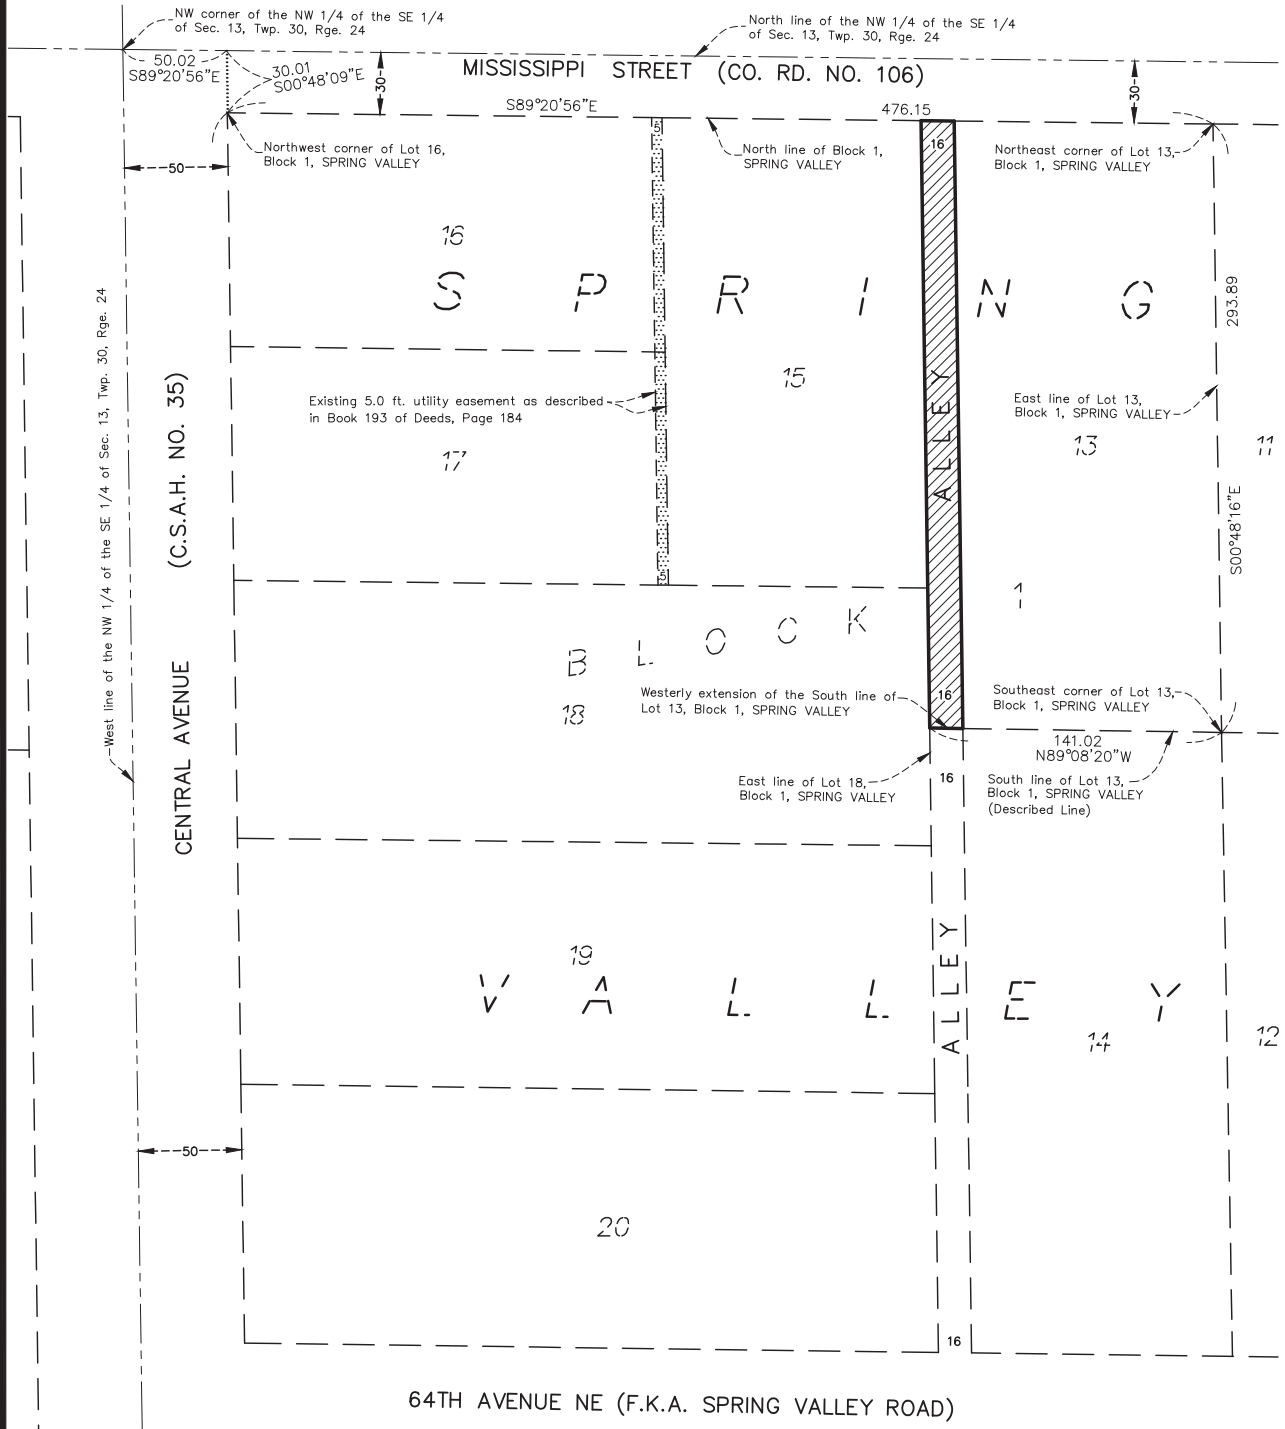 NW corner of the NW 1/4 of the SE 1/4
of Sec. 13, Twp. 30, Rge. 24
North line of the NW 1/4 of the SE 1/4
of Sec. 13, Twp. 30, Rge. 24
50.02
S89°20'56"E
30.01
S00°48'09"E
30
MISSISSIPPI STREET (CO. RD. NO. 106)
30
S89°20'56"E
476.15
5
16
Northwest corner of Lot 16,
Block 1, SPRING VALLEY
North line of Block 1,
SPRING VALLEY
Northeast corner of Lot 13,
Block 1, SPRING VALLEY
50
16
SPRING
293.89
West line of the NW 1/4 of the SE 1/4 of Sec. 13, Twp. 30, Rge. 24
CENTRAL AVENUE (C.S.A.H. NO. 35)
15
ALLEY
Existing 5.0 ft. utility easement as described
in Book 193 of Deeds, Page 184
East line of Lot 13,
Block 1, SPRING VALLEY
17
13
11
S00°48'16"E
5
BLOCK 1
Westerly extension of the South line of
Lot 13, Block 1, SPRING VALLEY
16
Southeast corner of Lot 13,
Block 1, SPRING VALLEY
18
141.02
N89°08'20"W
East line of Lot 18,
Block 1, SPRING VALLEY
16
South line of Lot 13,
Block 1, SPRING VALLEY
(Described Line)
19
ALLEY
VALLEY
14
12
50
20
16
64TH AVENUE NE (F.K.A. SPRING VALLEY ROAD)